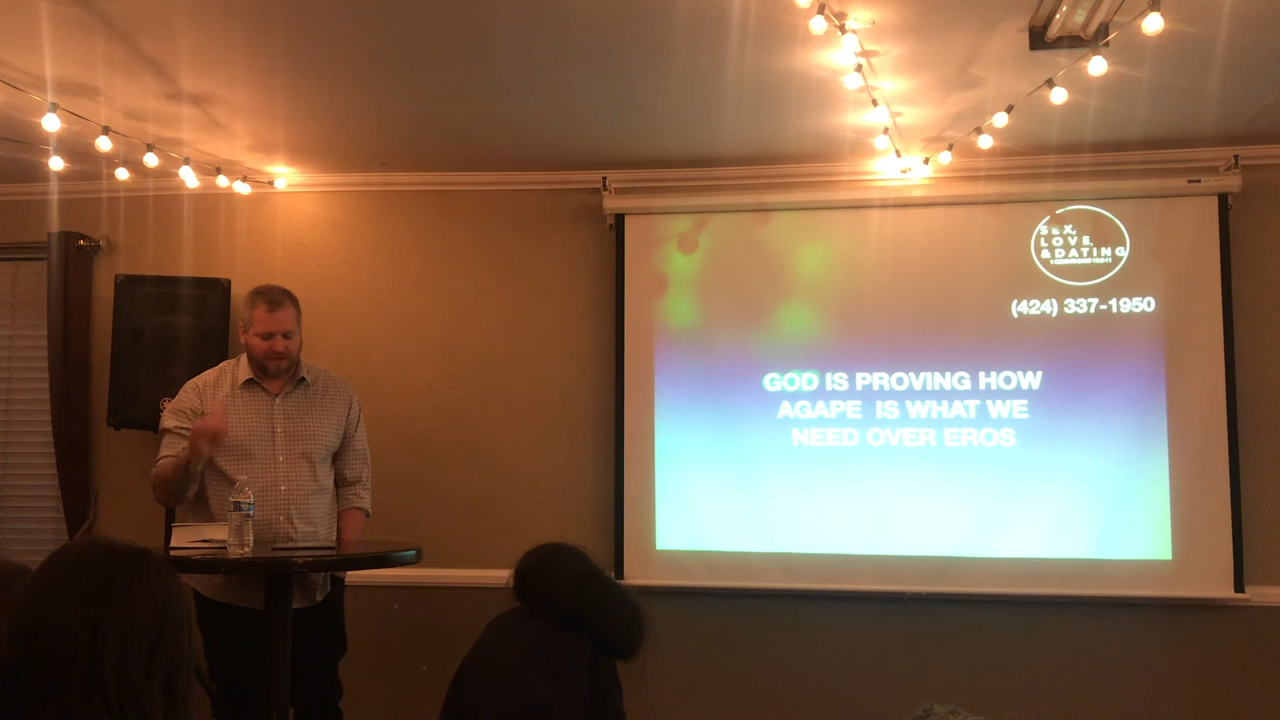 SEX,
LOVE,
&DATING
(424) 337-1950
GOD IS PROVING HOW
AGAPE IS WHAT WE
NEED OVER EROS